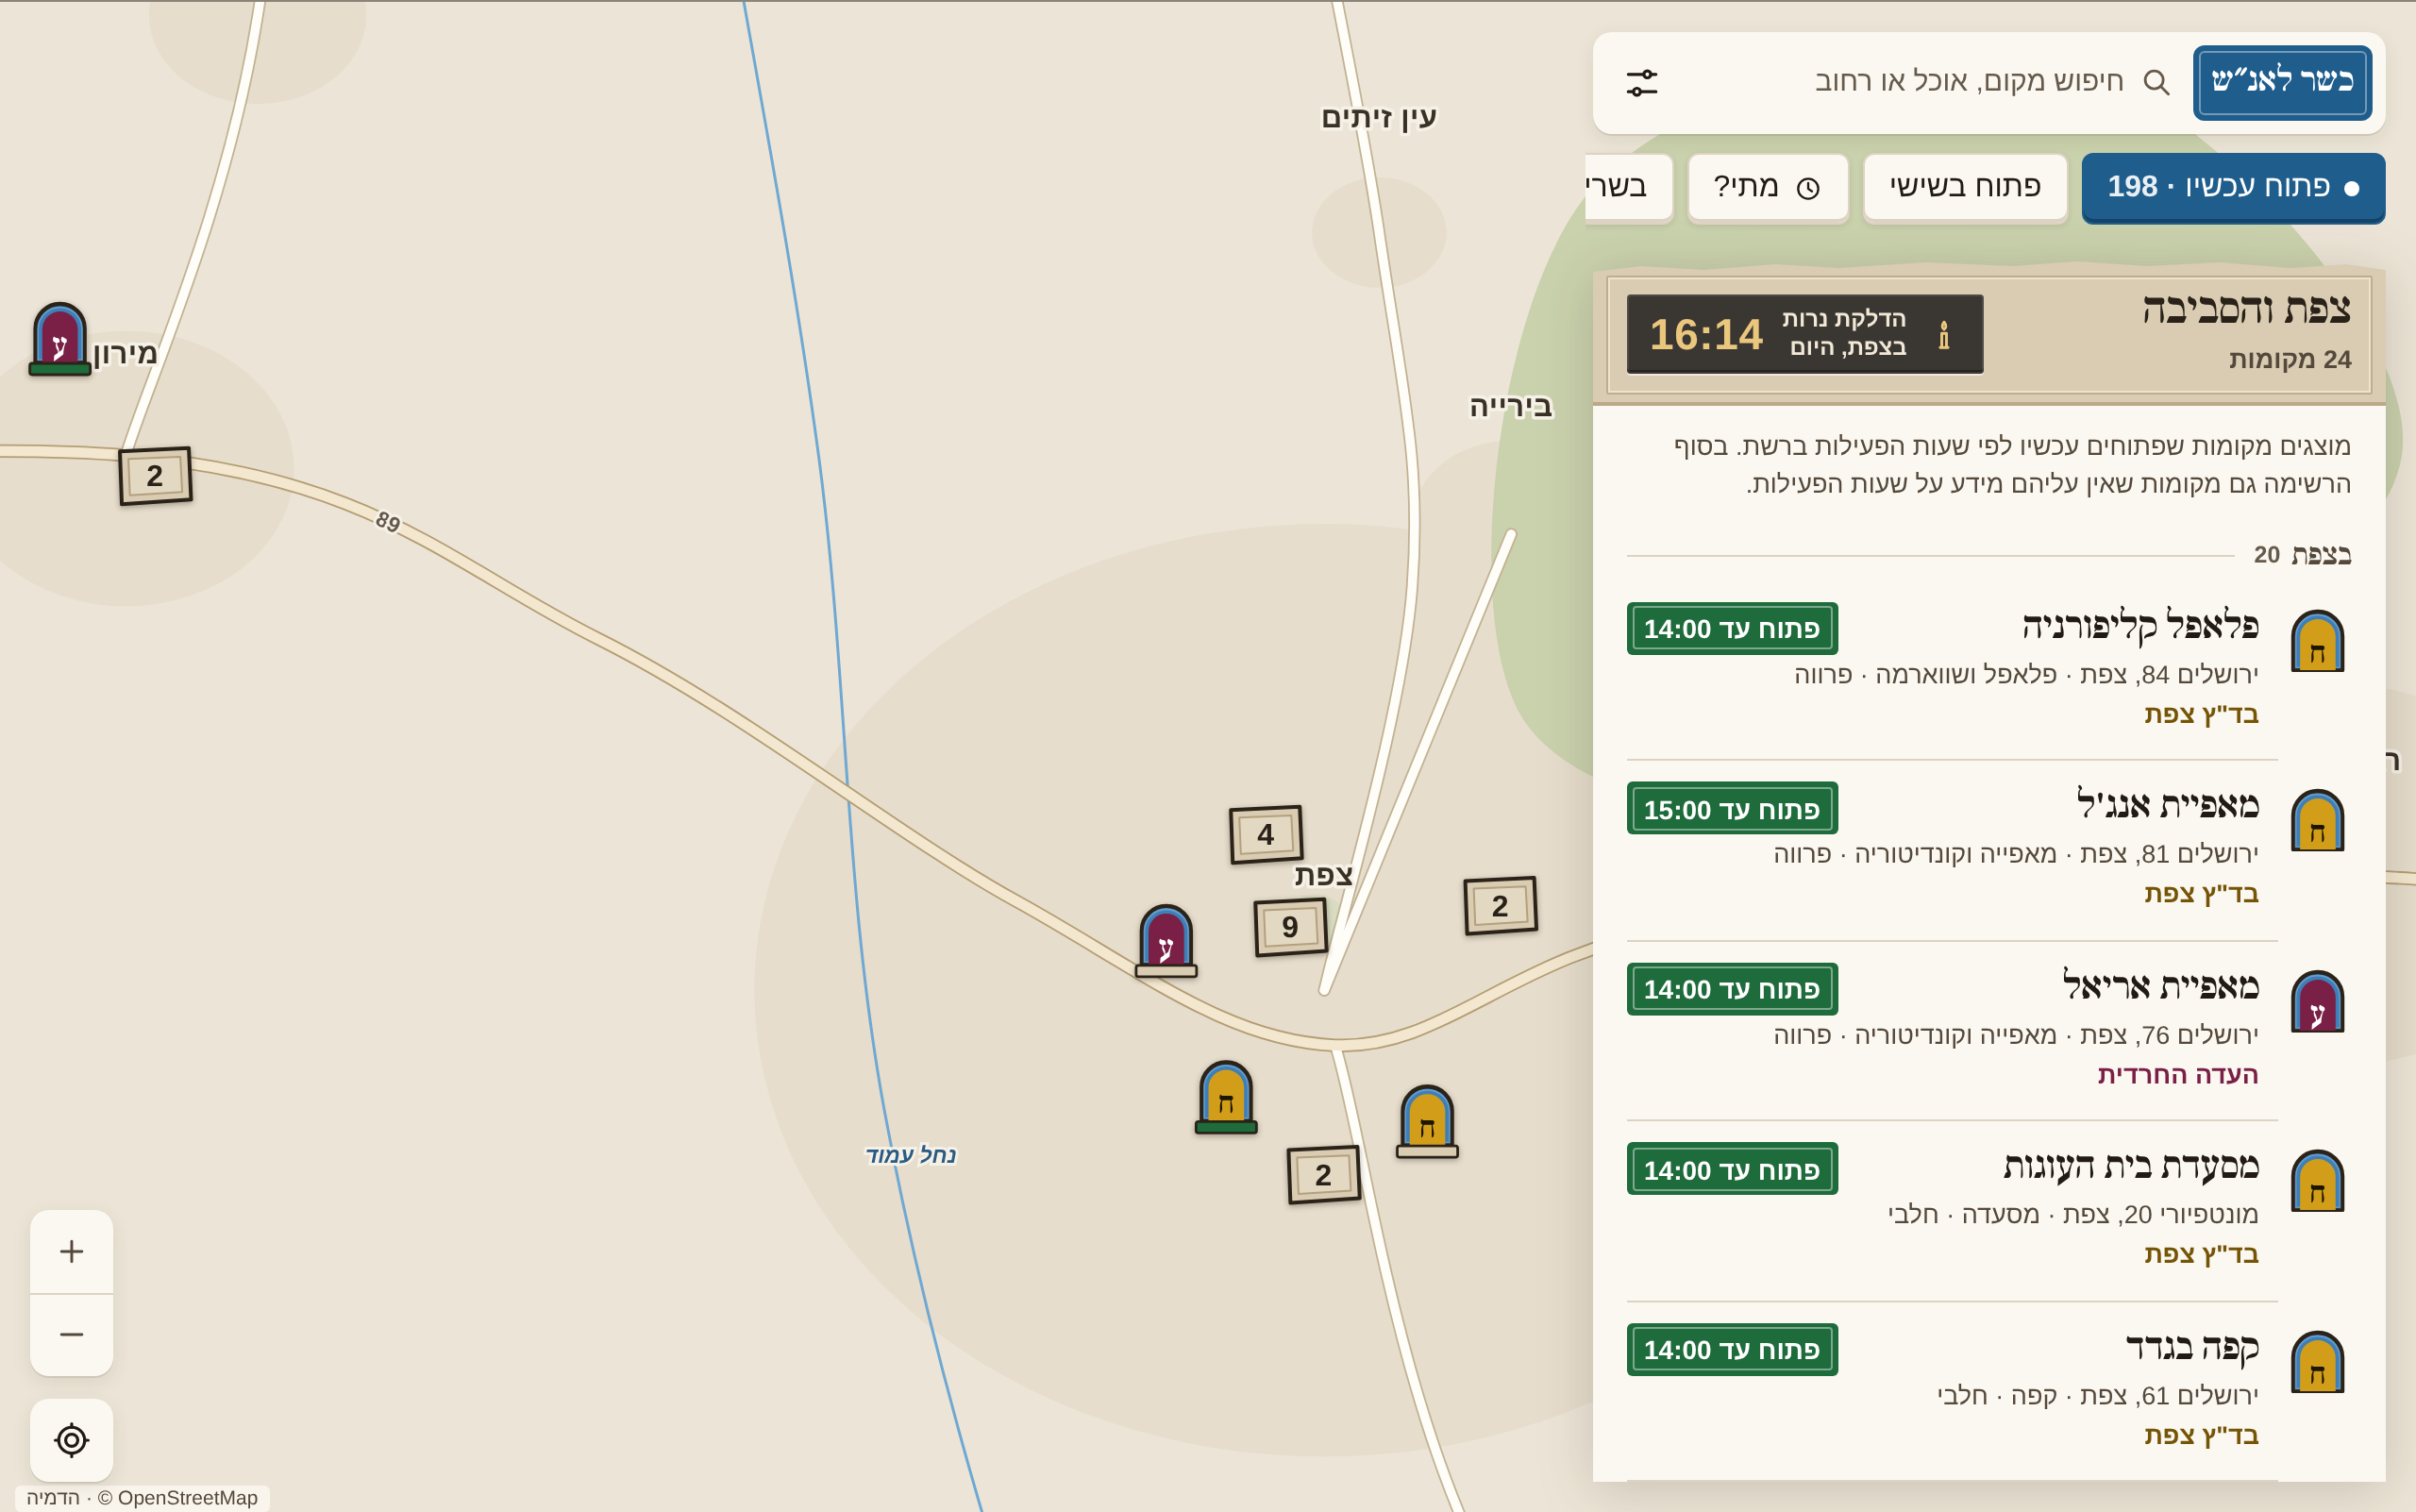 כשר לאנ״ש
חיפוש מקום, אוכל או רחוב
פתוח עכשיו · 198
פתוח בשישי
מתי?
בשרי
צפת והסביבה
24 מקומות
הדלקת נרות
בצפת, היום
16:14
מוצגים מקומות שפתוחים עכשיו לפי שעות הפעילות ברשת. בסוף
הרשימה גם מקומות שאין עליהם מידע על שעות הפעילות.
בצפת 20
ח
פלאפל קליפורניה
פתוח עד 14:00
ירושלים 84, צפת · פלאפל ושווארמה · פרווה
בד"ץ צפת
ח
מאפיית אנג'ל
פתוח עד 15:00
ירושלים 81, צפת · מאפייה וקונדיטוריה · פרווה
בד"ץ צפת
ע
מאפיית אריאל
פתוח עד 14:00
ירושלים 76, צפת · מאפייה וקונדיטוריה · פרווה
העדה החרדית
ח
מסעדת בית העוגות
פתוח עד 14:00
מונטיפיורי 20, צפת · מסעדה · חלבי
בד"ץ צפת
ח
קפה בגדד
פתוח עד 14:00
ירושלים 61, צפת · קפה · חלבי
בד"ץ צפת
עין זיתים
ע
מירון
בירייה
2
89
4
צפת
2
9
ע
ח
ח
נחל עמוד
2
+
−
הדמיה · © OpenStreetMap